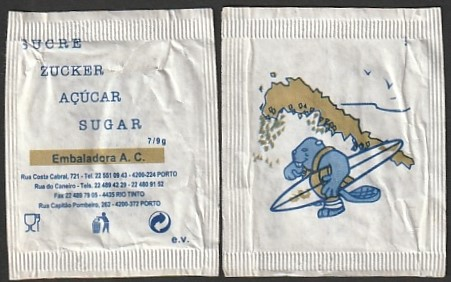 SUCRE
ZUCKER
AÇÚCAR
SUGAR
7/9g
Embaladora A. C.
Rua Costa Cabral, 721 - Tel: 22 551 09 43 - 4200-224 PORTO
Rua do Caneiro - Tels. 22 489 42 29 - 22 480 91 52
Fax 22 489 79 05 - 4435 RIO TINTO
Rua Capitão Pombeiro, 262 - 4200-372 PORTO
e.v.